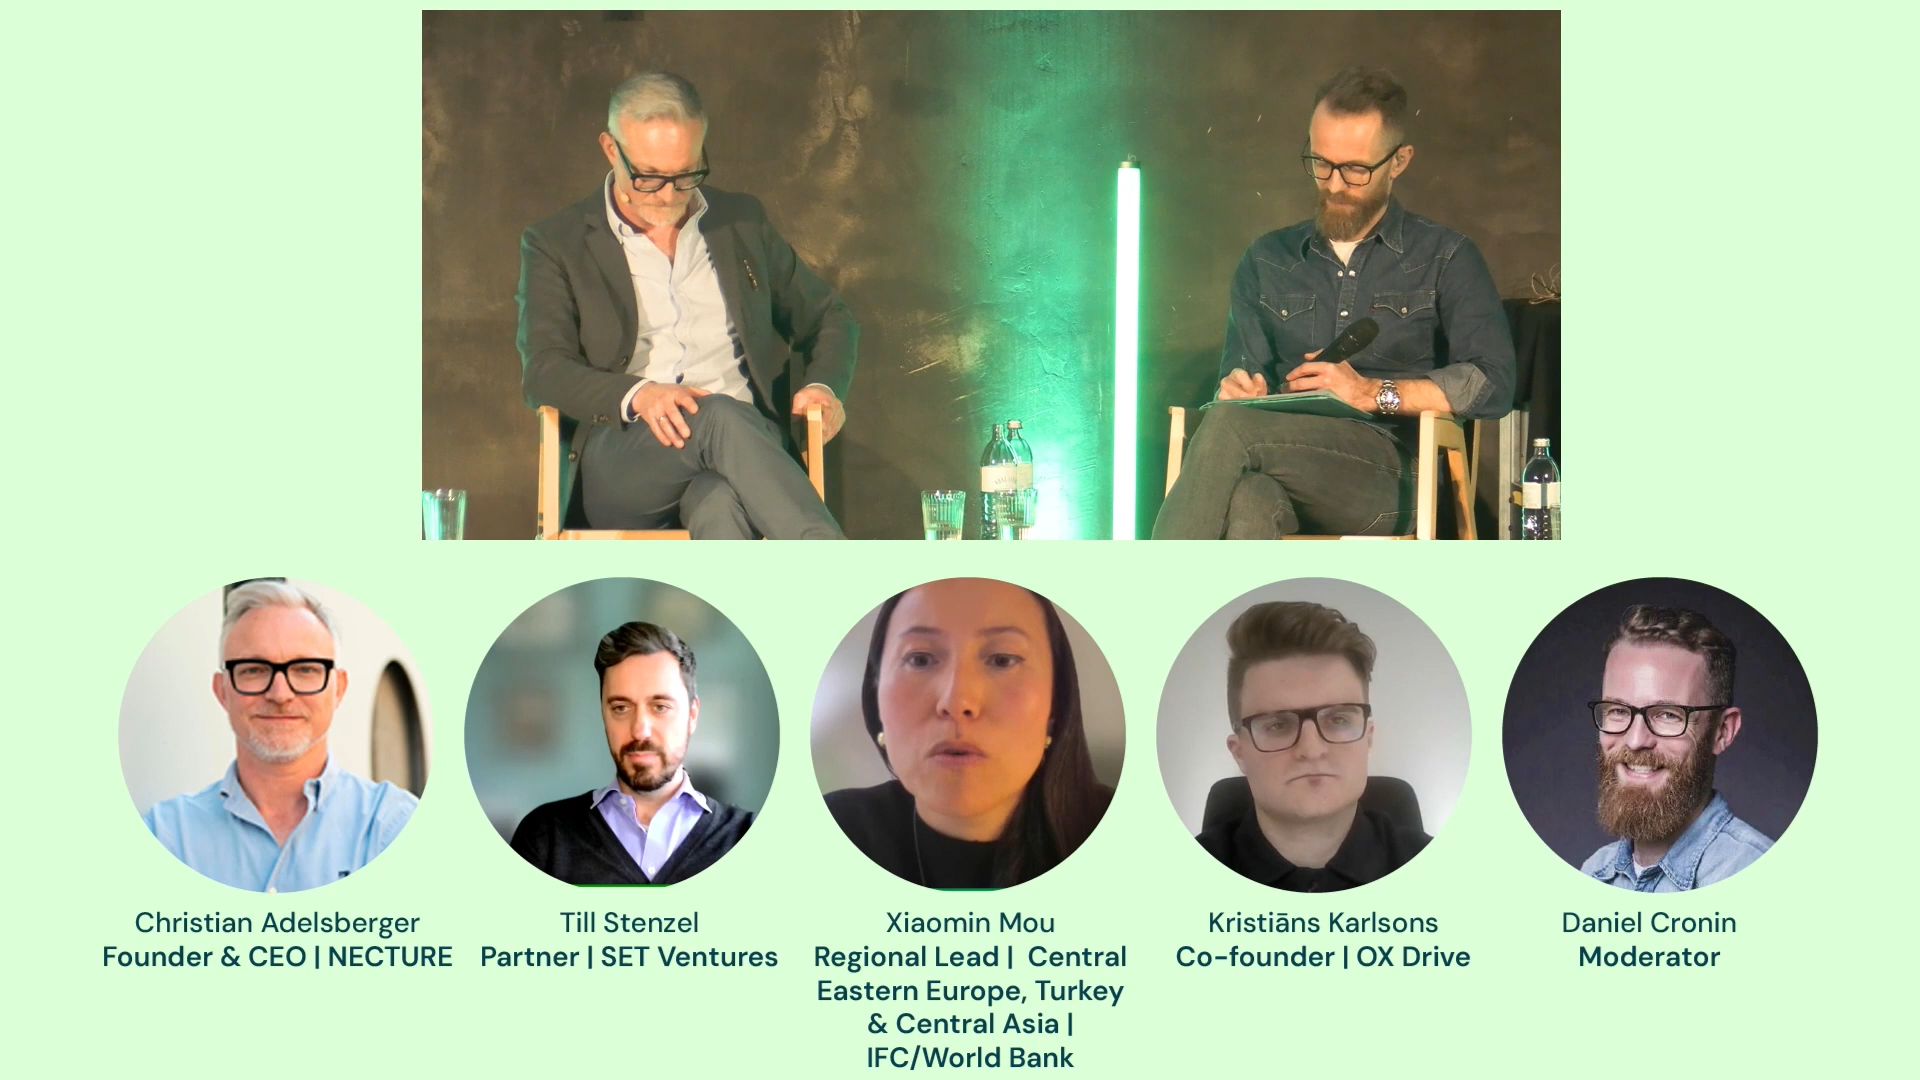 Christian Adelsberger
Founder & CEO | NECTURE
Till Stenzel
Partner | SET Ventures
Xiaomin Mou
Regional Lead | Central
Eastern Europe, Turkey
& Central Asia |
IFC/World Bank
Kristiāns Karlsons
Co-founder | OX Drive
Daniel Cronin
Moderator